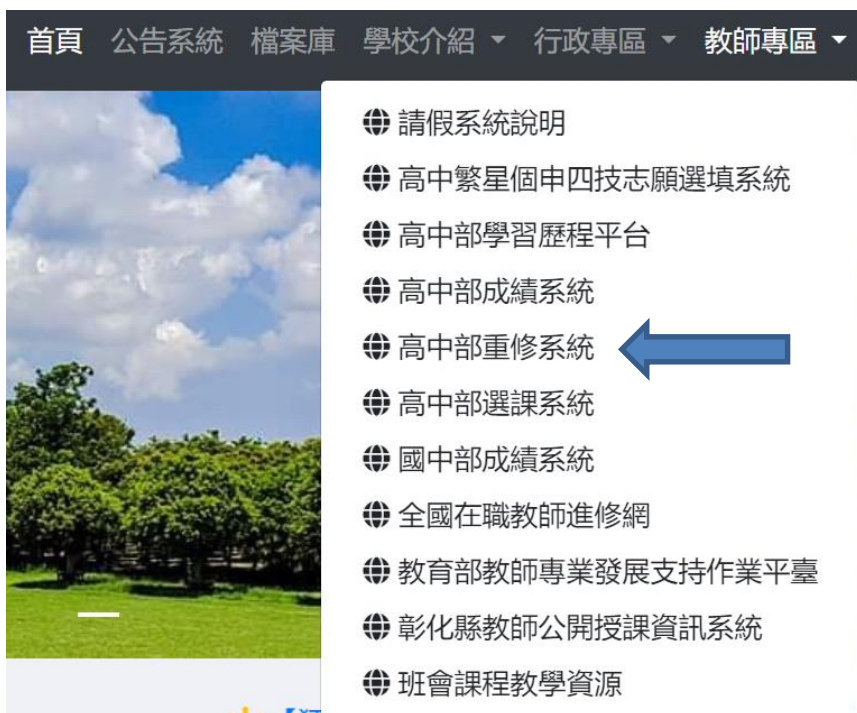 首頁 公告系統 檔案庫 學校介紹 行政專區 教師專區
請假系統說明
高中繁星個申四技志願選填系統
高中部學習歷程平台
高中部成績系統
高中部重修系統
高中部選課系統
國中部成績系統
全國在職教師進修網
教育部教師專業發展支持作業平臺
彰化縣教師公開授課資訊系統
班會課程教學資源